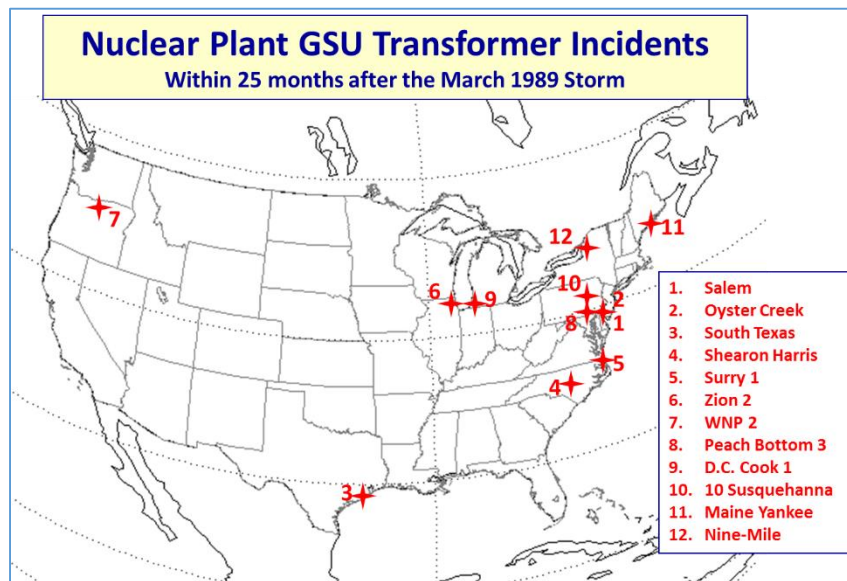 Nuclear Plant GSU Transformer Incidents
Within 25 months after the March 1989 Storm
7
12
11
6
9
10
2
8
1
5
4
3
1. Salem
2. Oyster Creek
3. South Texas
4. Shearon Harris
5. Surry 1
6. Zion 2
7. WNP 2
8. Peach Bottom 3
9. D.C. Cook 1
10. 10 Susquehanna
11. Maine Yankee
12. Nine-Mile